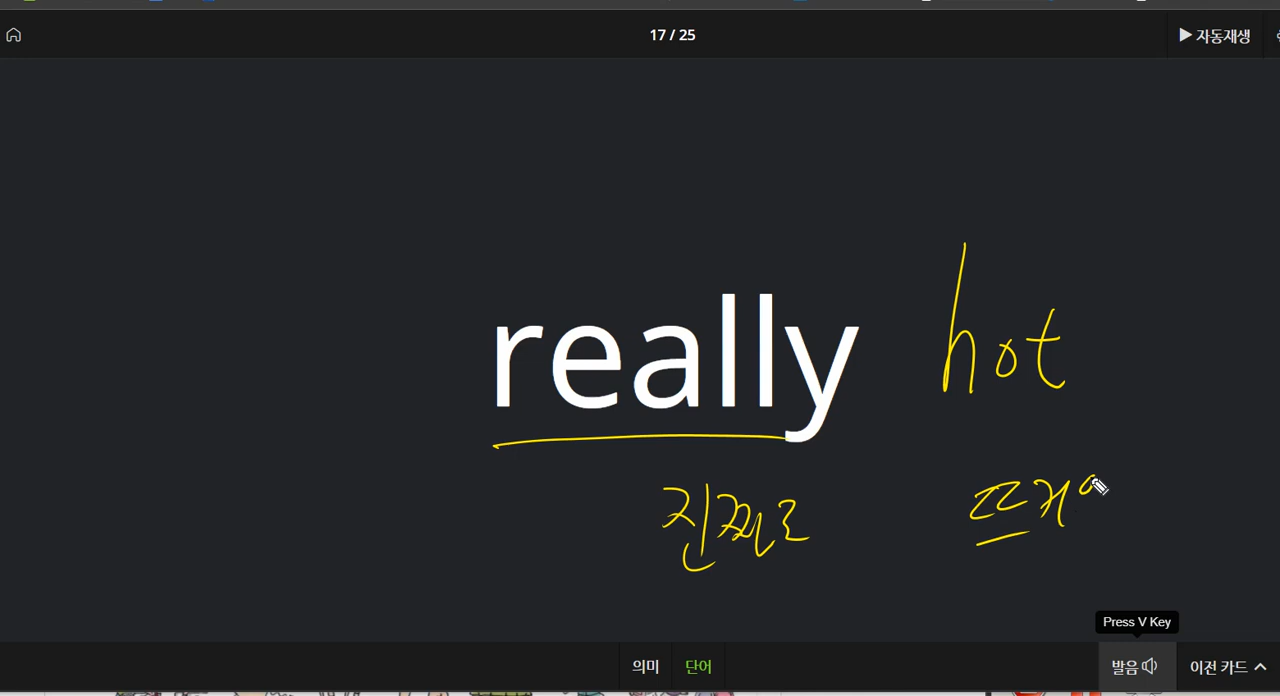 17 / 25
▶ 자동재생
really hot
진짜로 뜨거
Press V Key
의미 단어 발음 이전 카드